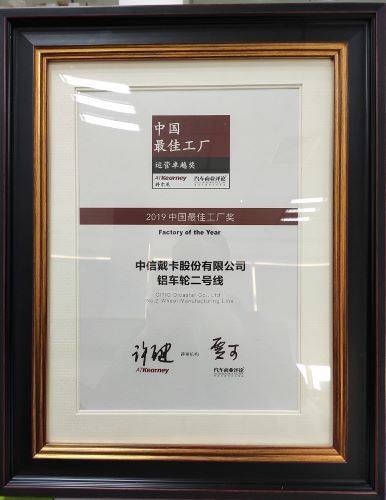 中国
最佳工厂
运营卓越奖
ATKearney 汽车商业评论
科尔尼
2019 中国最佳工厂奖
Factory of the Year
中信戴卡股份有限公司
铝车轮二号线
CITIC Dicastal Co., Ltd
No.2 Wheel Manufacturing Line
ATKearney 汽车商业评论